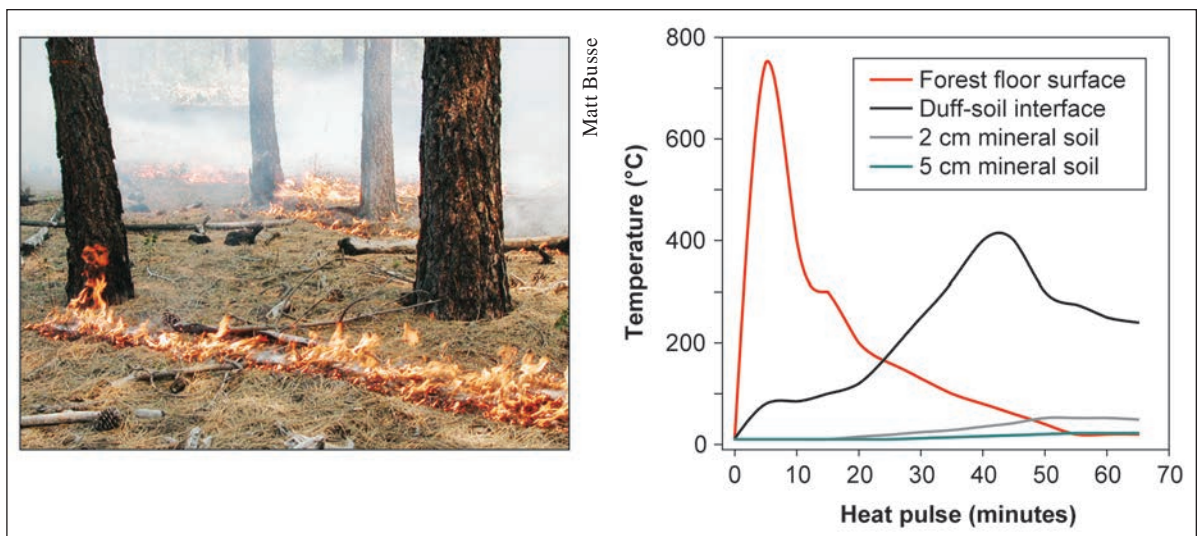 Matt Busse
800
600
400
200
0
Temperature (°C)
Forest floor surface
Duff-soil interface
2 cm mineral soil
5 cm mineral soil
0 10 20 30 40 50 60 70
Heat pulse (minutes)